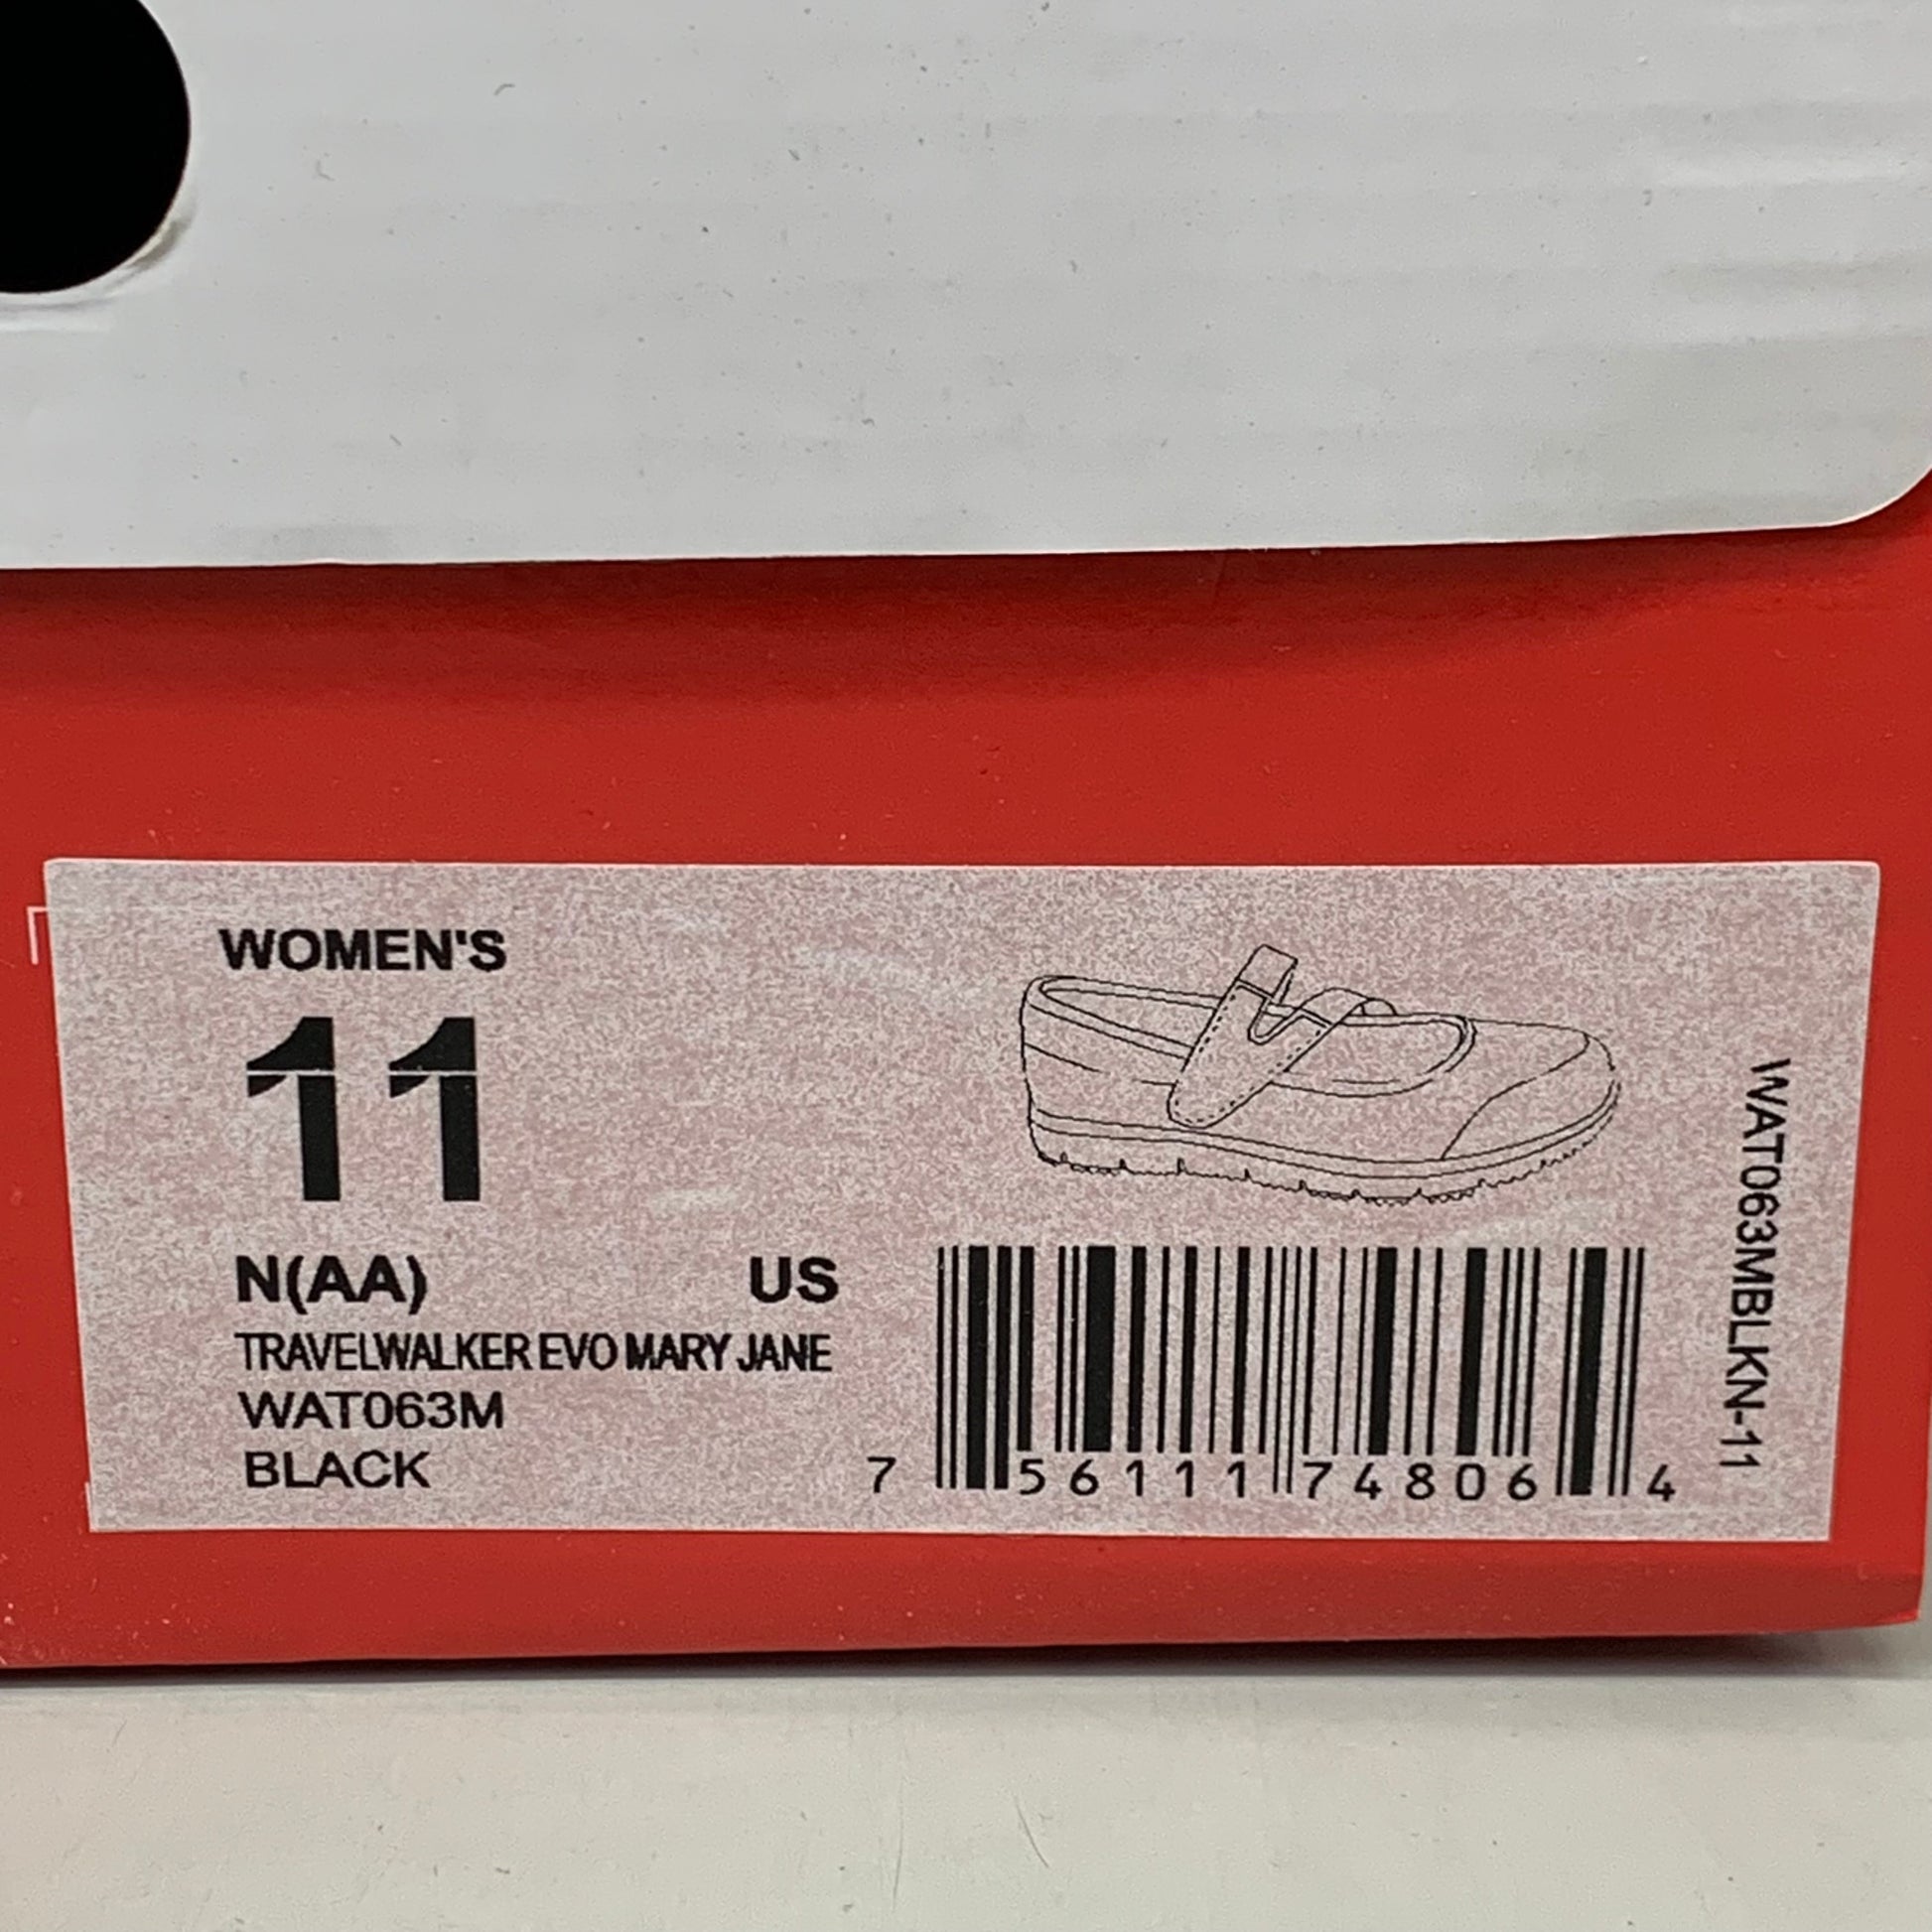 WOMEN'S
11
N(AA) US
TRAVELWALKER EVO MARY JANE
WAT063M
BLACK
7 56111 74806 4
WAT063MBLKN-11